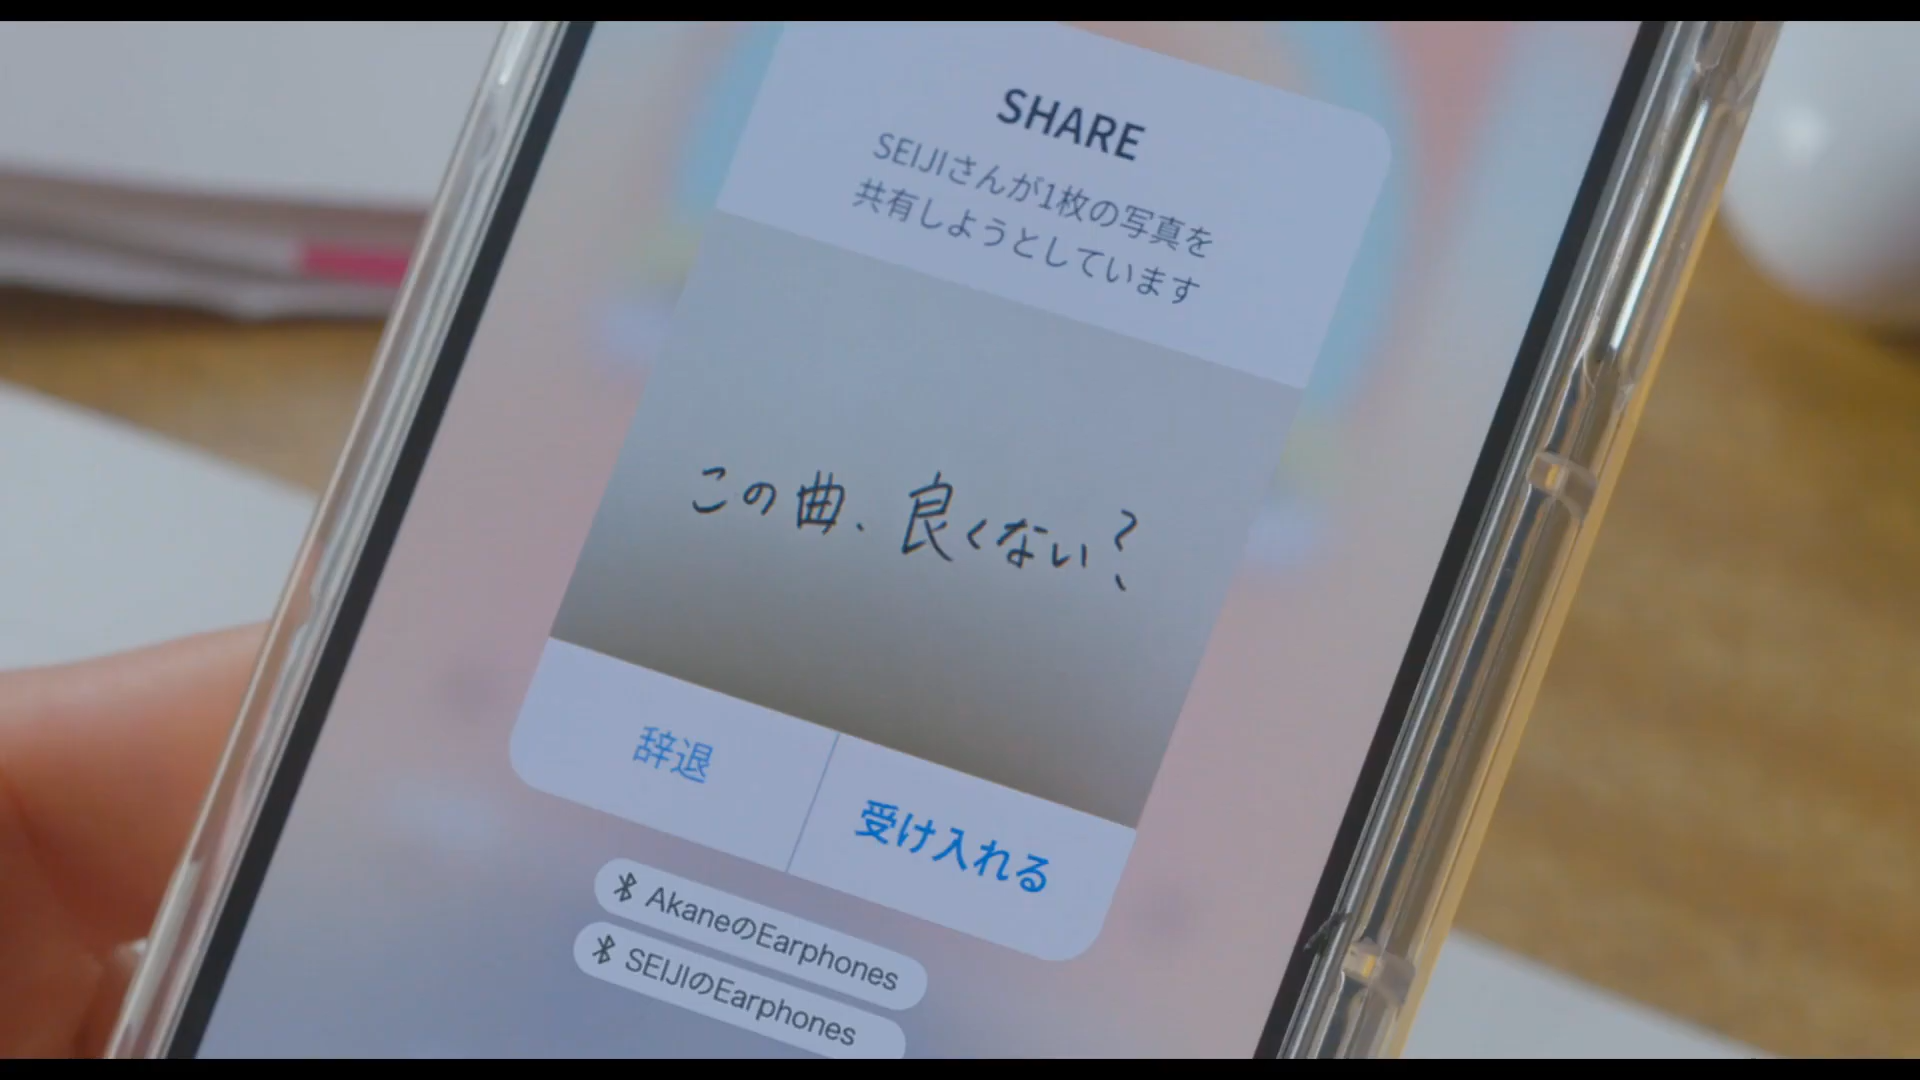 SHARE
SEIJIさんが1枚の写真を
共有しようとしています
この曲、良くない?
辞退
受け入れる
AkaneのEarphones
SEIJIのEarphones